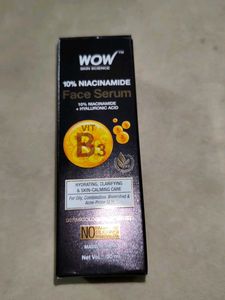 WOW™
SKIN SCIENCE
10% NIACINAMIDE
Face Serum
10% NIACINAMIDE
+ HYALURONIC ACID
VIT
B3
HYDRATING, CLARIFYING
& SKIN-CALMING CARE
For Oily, Combination, Blemished &
Acne-Prone Skin
NO
Net Vol.